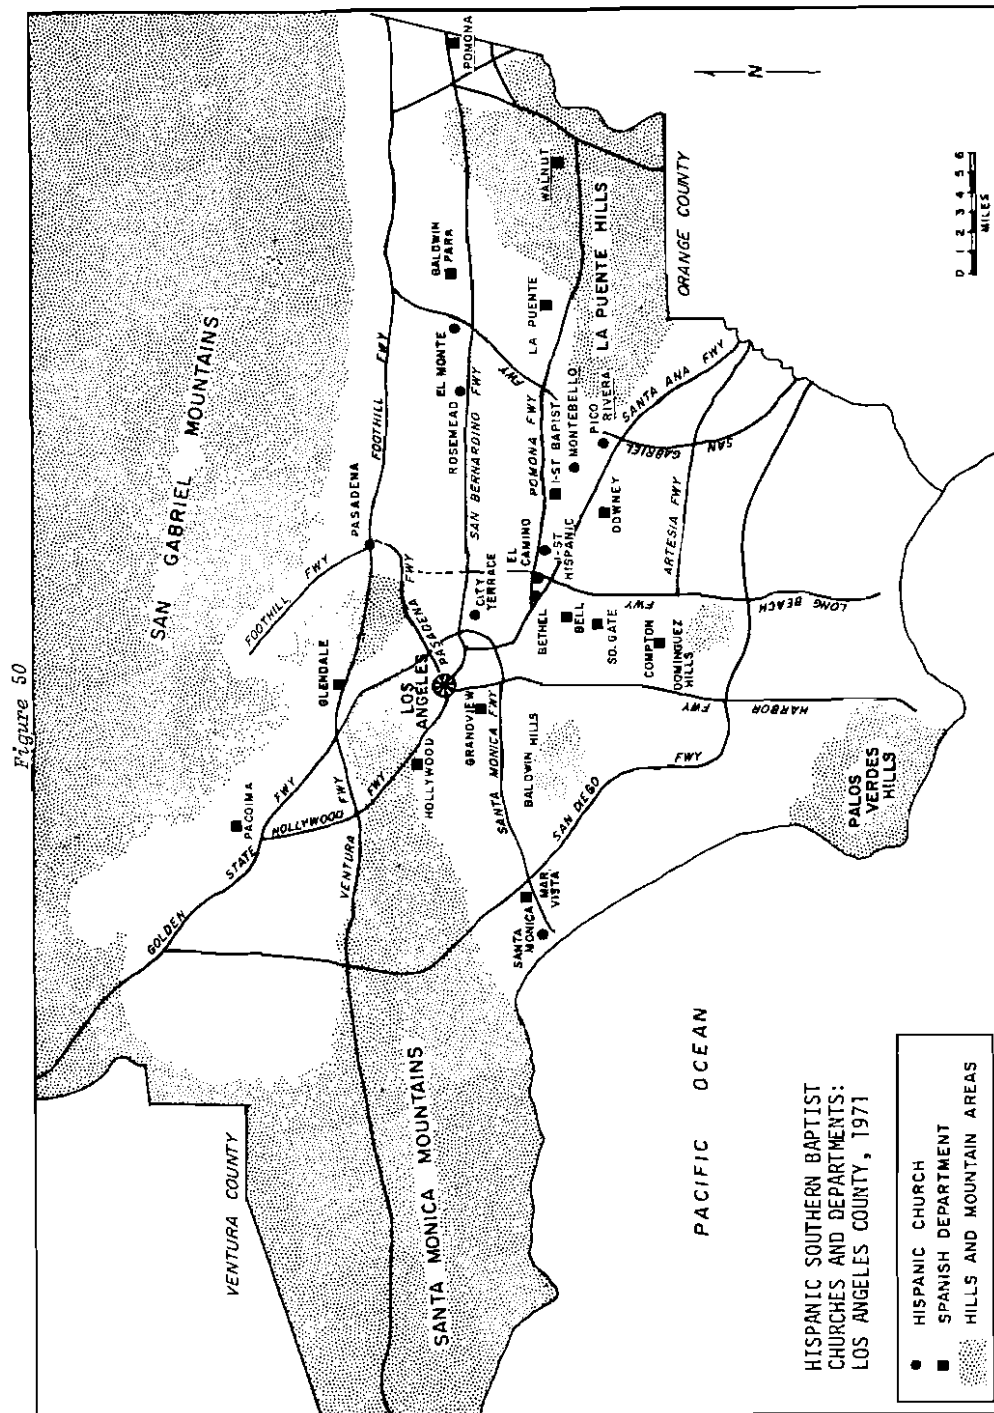 Figure 50
SAN GABRIEL MOUNTAINS
VENTURA COUNTY
SANTA MONICA MOUNTAINS
GOLDEN STATE FWY
PACOIMA
HOLLYWOOD FWY
VENTURA FWY
GLENDALE
FOOTHILL FWY
PASADENA
FOOTHILL FWY
PASADENA FWY
LOS
ANGELES
HOLLYWOOD
GRANDVIEW
CITY
TERRACE
ROSEMEAD
EL MONTE
BALDWIN
PARK
POMONA
SAN BERNARDINO FWY
FWY
SANTA MONICA FWY
BALDWIN HILLS
SANTA
MONICA
MAR
VISTA
SAN DIEGO FWY
BETHEL
EL
CAMINO
1-ST
HISPANIC
POMONA FWY
1-ST BAPTIST
MONTEBELLO
LA PUENTE
WALNUT
BELL
SO. GATE
DOWNEY
PICO
RIVERA
LA PUENTE HILLS
SANTA ANA FWY
SAN GABRIEL
COMPTON
DOMINGUEZ
HILLS
ARTESIA FWY
LONG BEACH FWY
HARBOR FWY
PALOS
VERDES
HILLS
ORANGE COUNTY
PACIFIC OCEAN
N
0 1 2 3 4 5 6
MILES
HISPANIC SOUTHERN BAPTIST
CHURCHES AND DEPARTMENTS:
LOS ANGELES COUNTY, 1971
HISPANIC CHURCH
SPANISH DEPARTMENT
HILLS AND MOUNTAIN AREAS